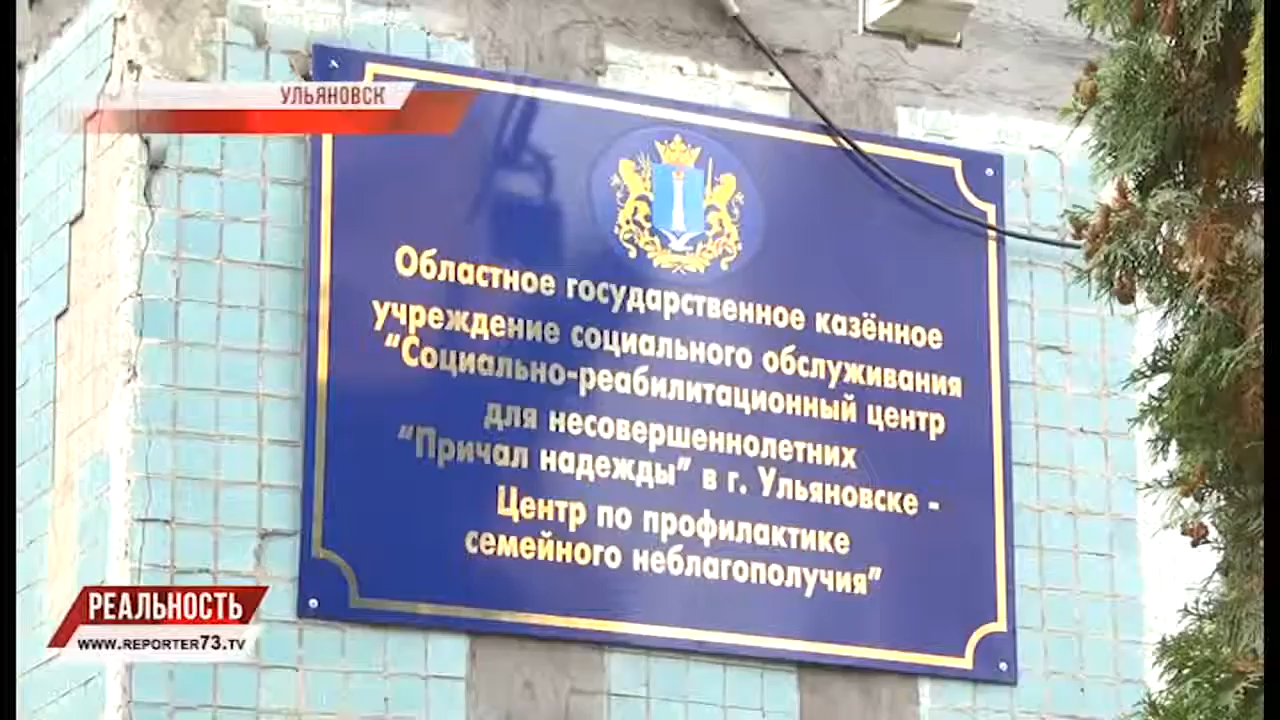 УЛЬЯНОВСК
Областное государственное казённое
учреждение социального обслуживания
“Социально-реабилитационный центр
для несовершеннолетних
“Причал надежды” в г. Ульяновске -
Центр по профилактике
семейного неблагополучия”
РЕАЛЬНОСТЬ
WWW.REPORTER73.TV